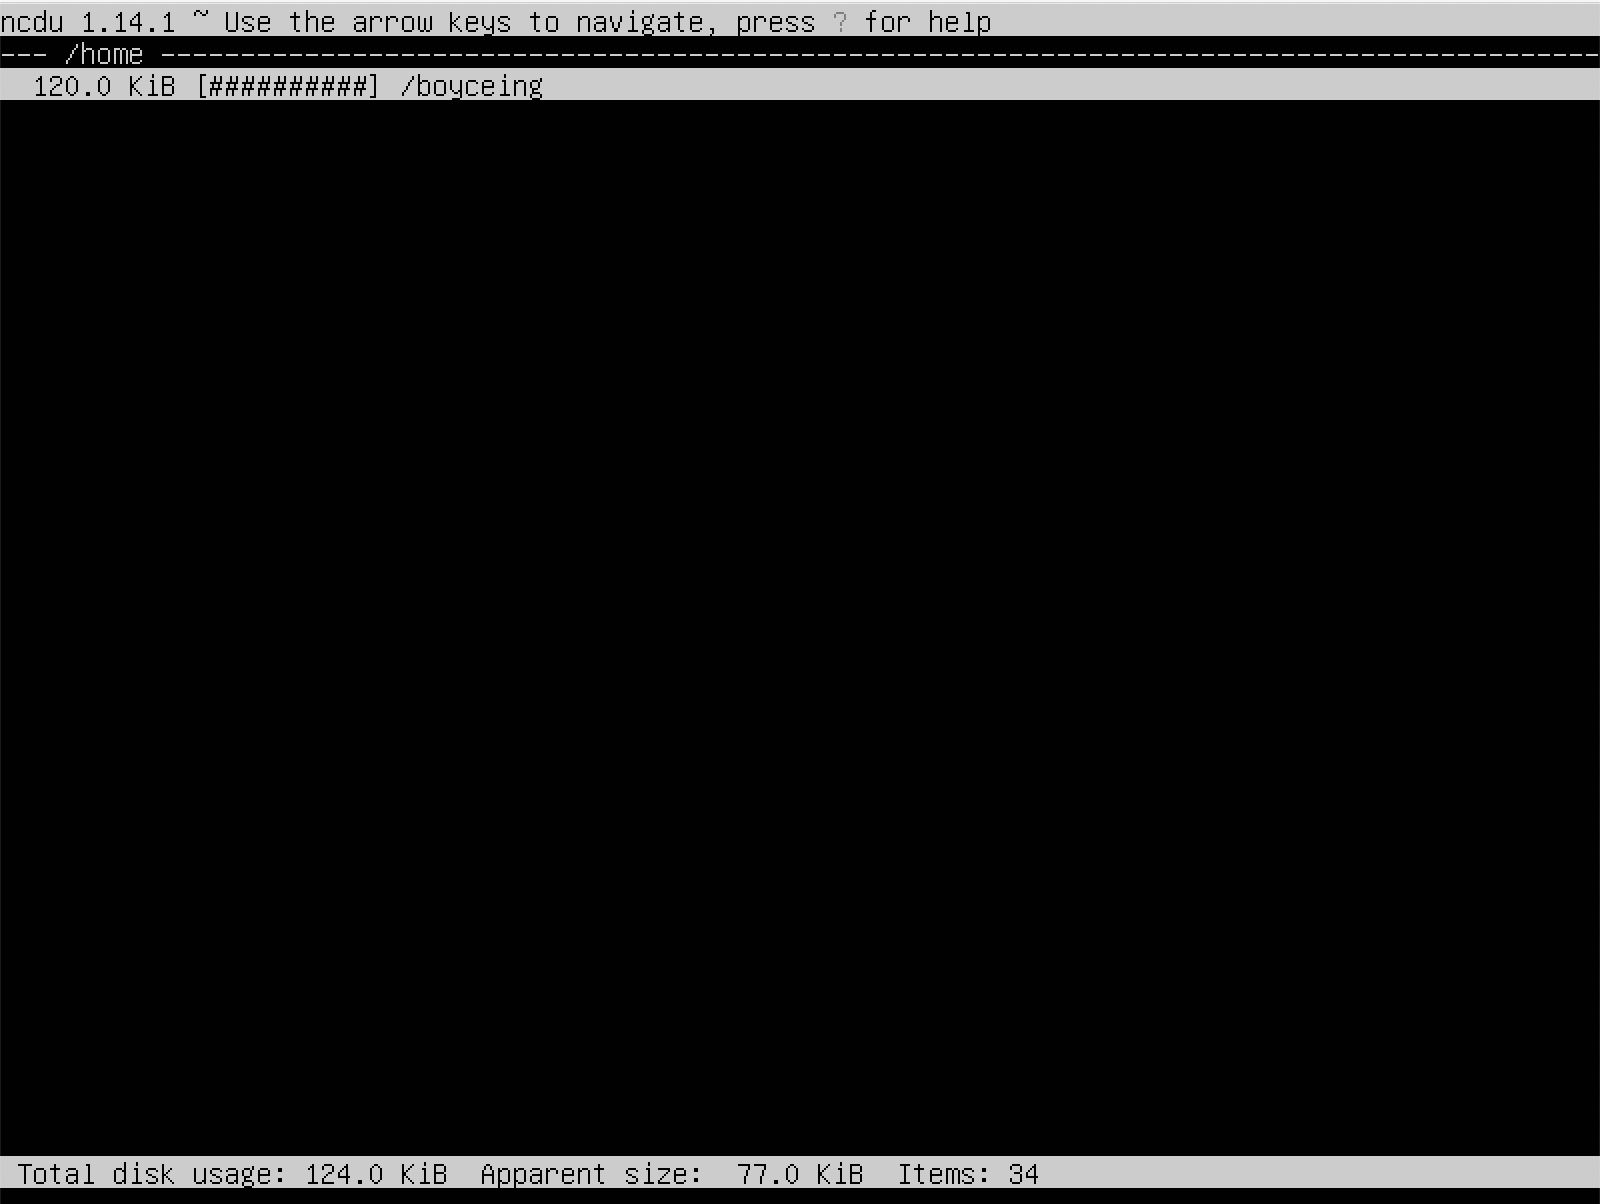 ncdu 1.14.1 ~ Use the arrow keys to navigate, press ? for help
--- /home ------------------------------------------------------------------------------------------
120.0 KiB [##########] /boyceing
Total disk usage: 124.0 KiB  Apparent size:  77.0 KiB  Items: 34